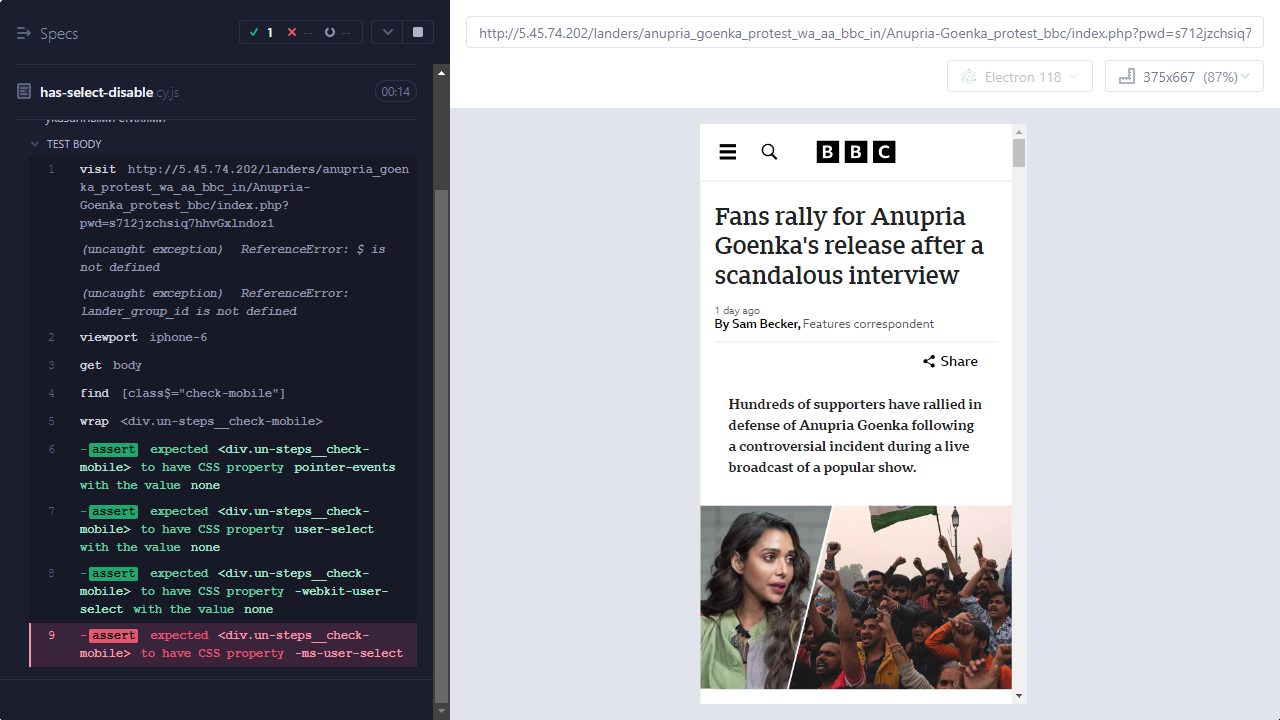 Specs
1
--
--
has-select-disable.cy.js
00:14
указанными стилями
TEST BODY
1 visit http://5.45.74.202/landers/anupria_goen
ka_protest_wa_aa_bbc_in/Anupria-
Goenka_protest_bbc/index.php?
pwd=s712jzchsiq7hhvGxlndoz1
(uncaught exception) ReferenceError: $ is
not defined
(uncaught exception) ReferenceError:
lander_group_id is not defined
2 viewport iphone-6
3 get body
4 find [class$="check-mobile"]
5 wrap <div.un-steps__check-mobile>
6 -assert expected <div.un-steps__check-
mobile> to have CSS property pointer-events
with the value none
7 -assert expected <div.un-steps__check-
mobile> to have CSS property user-select
with the value none
8 -assert expected <div.un-steps__check-
mobile> to have CSS property -webkit-user-
select with the value none
9 -assert expected <div.un-steps__check-
mobile> to have CSS property -ms-user-select
http://5.45.74.202/landers/anupria_goenka_protest_wa_aa_bbc_in/Anupria-Goenka_protest_bbc/index.php?pwd=s712jzchsiq7
Electron 118
375x667 (87%)
BBC
Fans rally for Anupria
Goenka's release after a
scandalous interview
1 day ago
By Sam Becker, Features correspondent
Share
Hundreds of supporters have rallied in
defense of Anupria Goenka following
a controversial incident during a live
broadcast of a popular show.